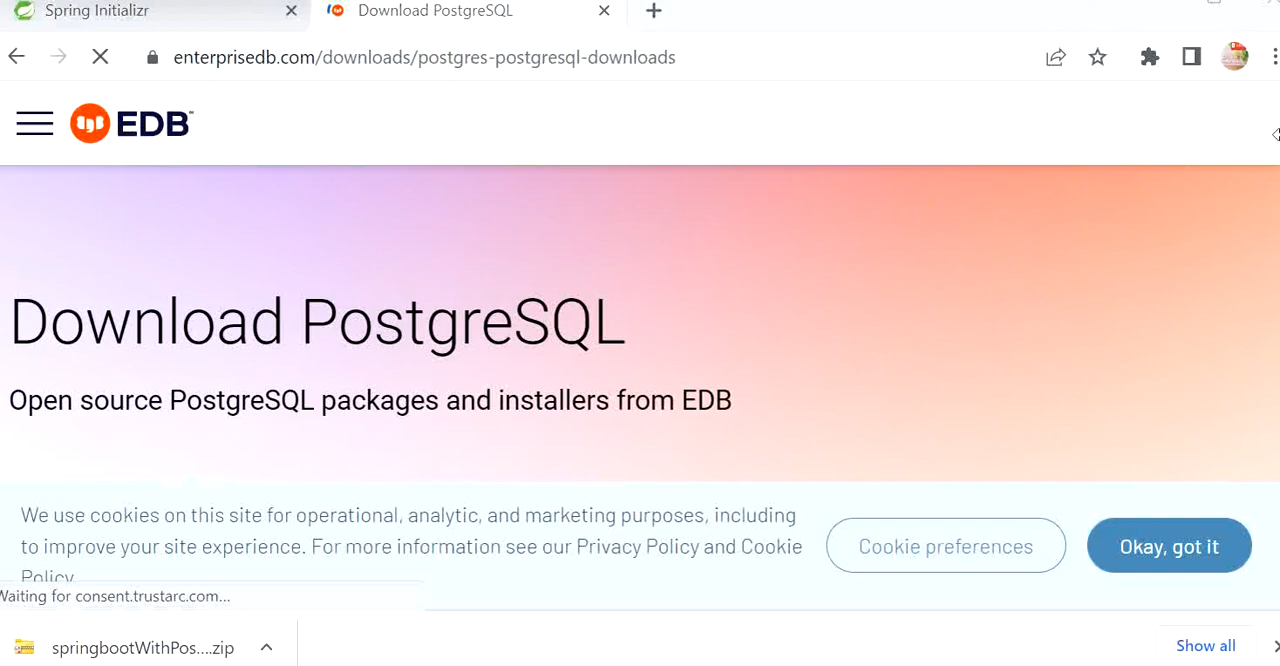 Spring Initializr
Download PostgreSQL
enterprisedb.com/downloads/postgres-postgresql-downloads
EDB
Download PostgreSQL
Open source PostgreSQL packages and installers from EDB
We use cookies on this site for operational, analytic, and marketing purposes, including
to improve your site experience. For more information see our Privacy Policy and Cookie
Policy
Cookie preferences
Okay, got it
Waiting for consent.trustarc.com...
springbootWithPos....zip
Show all